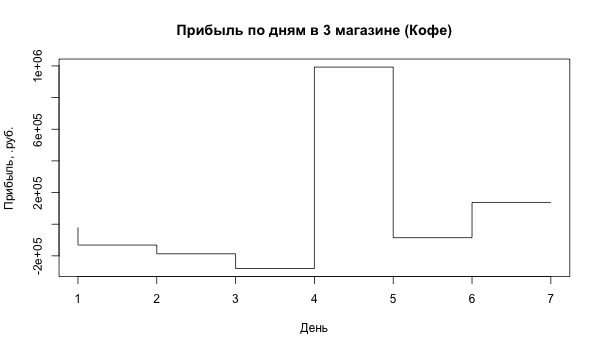 Прибыль по дням в 3 магазине (Кофе)
Прибыль, .руб.
1e+06
6e+05
2e+05
-2e+05
1 2 3 4 5 6 7
День